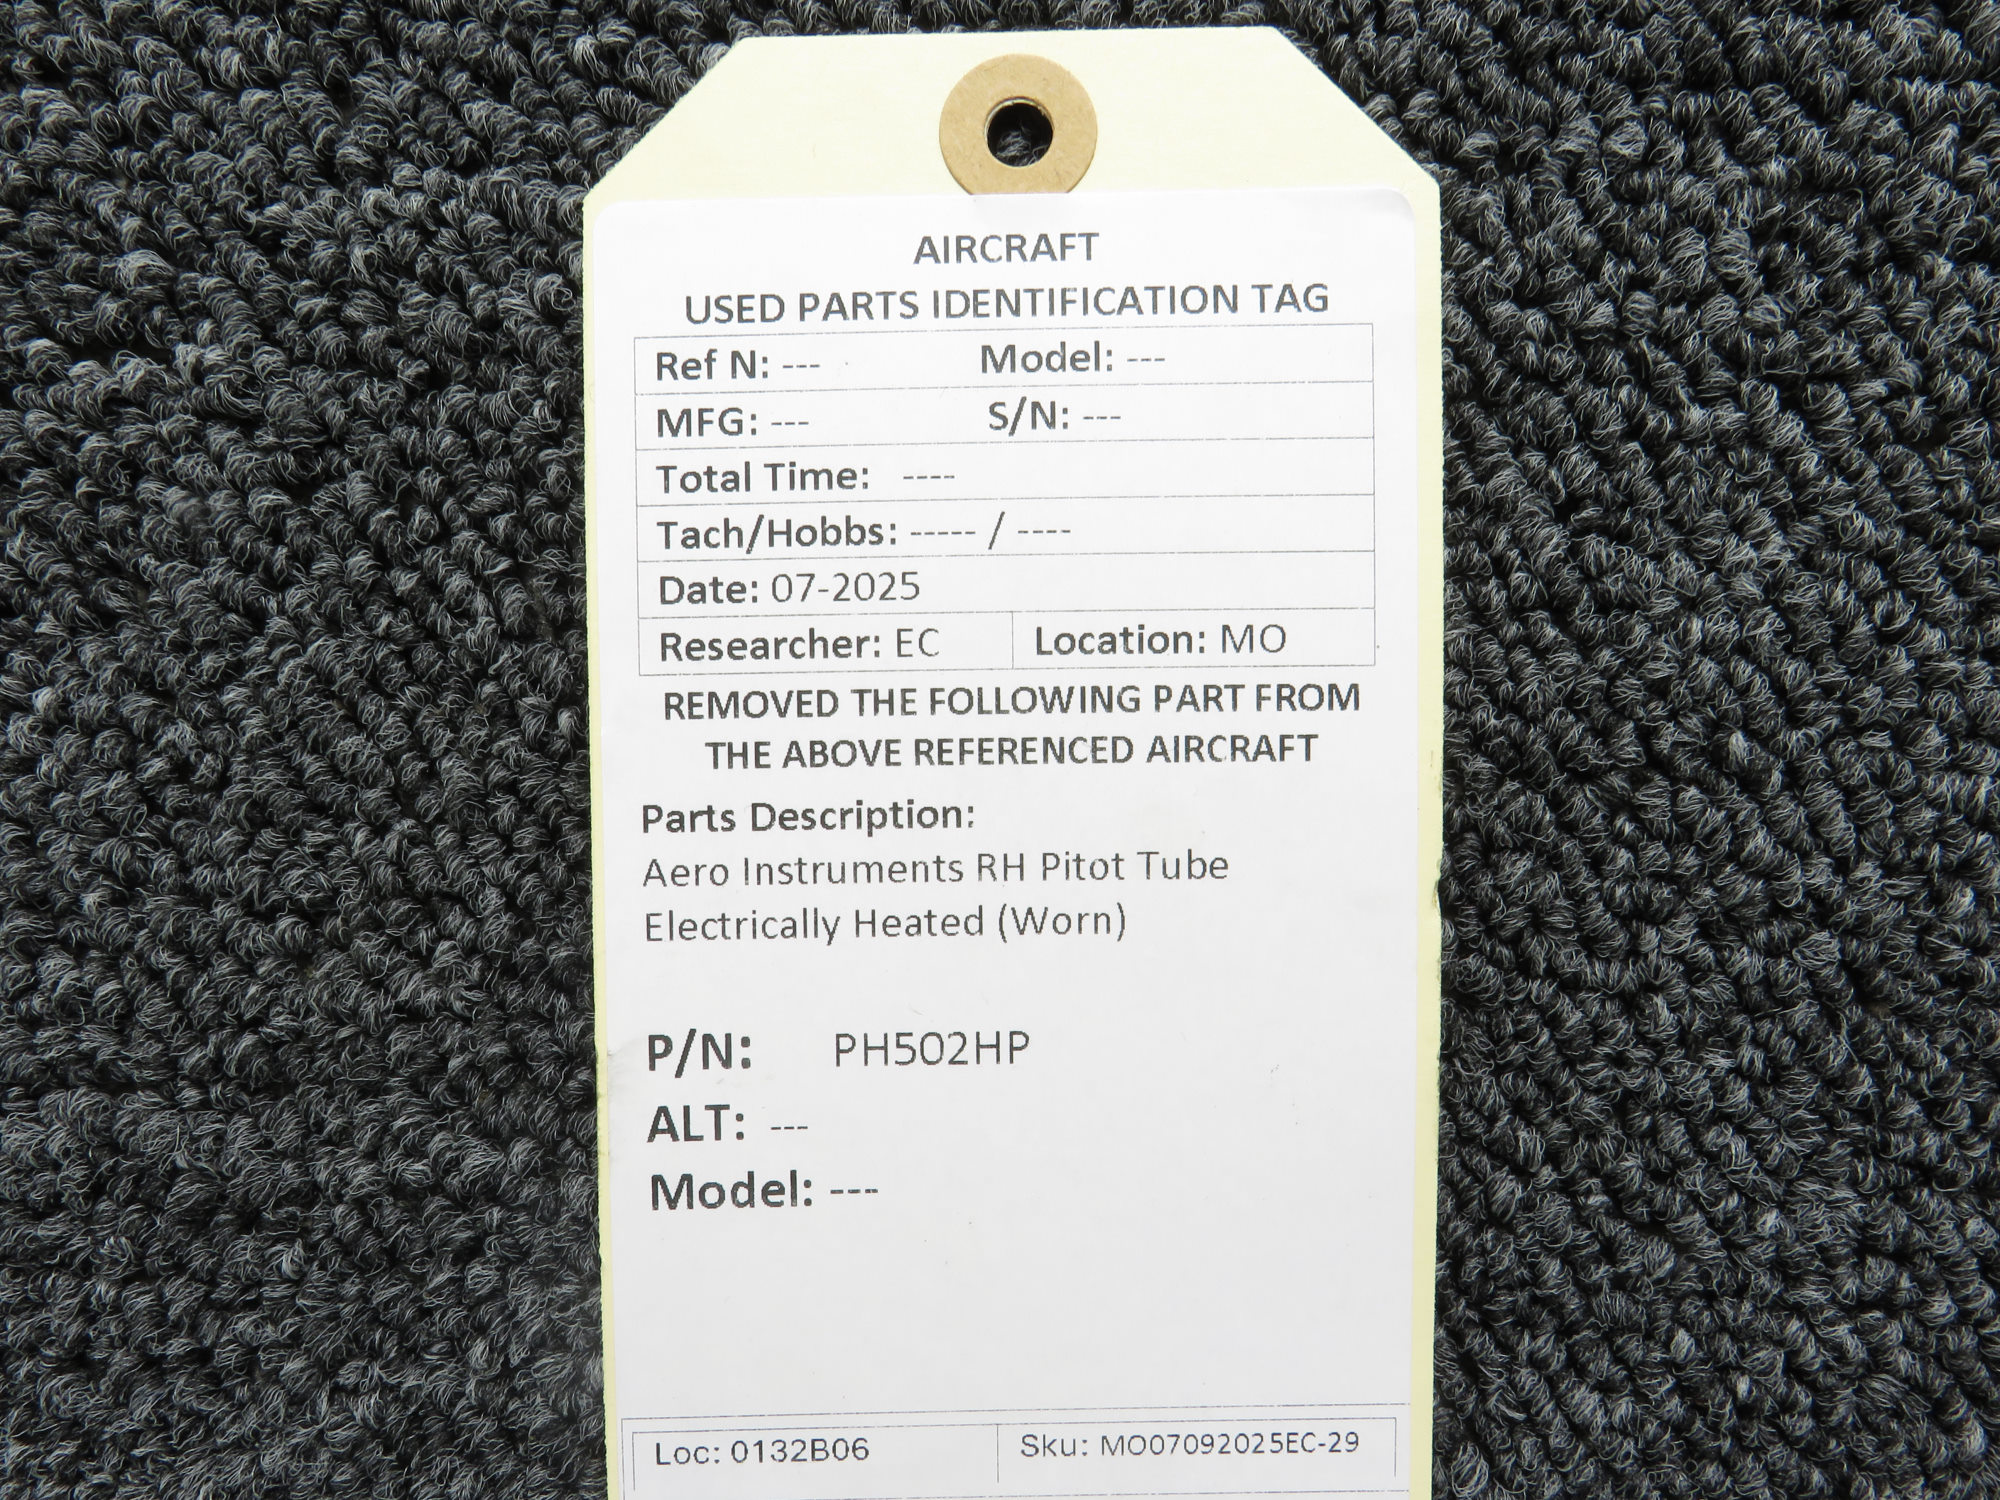 AIRCRAFT
USED PARTS IDENTIFICATION TAG
Ref N: --- Model: ---
MFG: --- S/N: ---
Total Time: ----
Tach/Hobbs: ----- / ----
Date: 07-2025
Researcher: EC Location: MO
REMOVED THE FOLLOWING PART FROM
THE ABOVE REFERENCED AIRCRAFT
Parts Description:
Aero Instruments RH Pitot Tube
Electrically Heated (Worn)
P/N: PH502HP
ALT: ---
Model: ---
Loc: 0132B06 Sku: MO07092025EC-29